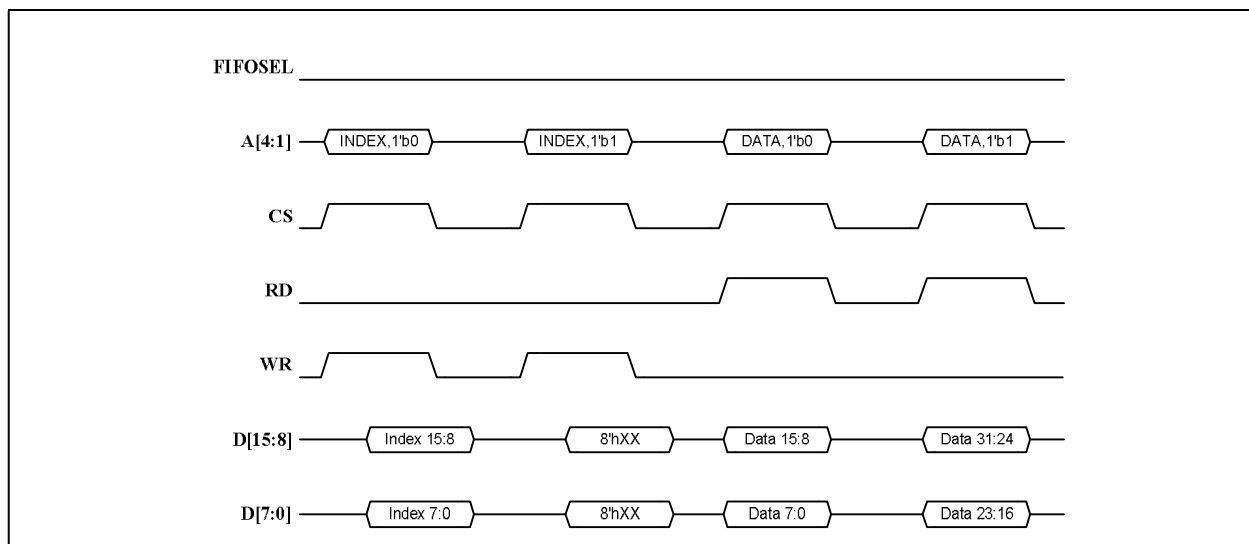 FIFOSEL
A[4:1] INDEX,1'b0 INDEX,1'b1 DATA,1'b0 DATA,1'b1
CS
RD
WR
D[15:8] Index 15:8 8'hXX Data 15:8 Data 31:24
D[7:0] Index 7:0 8'hXX Data 7:0 Data 23:16